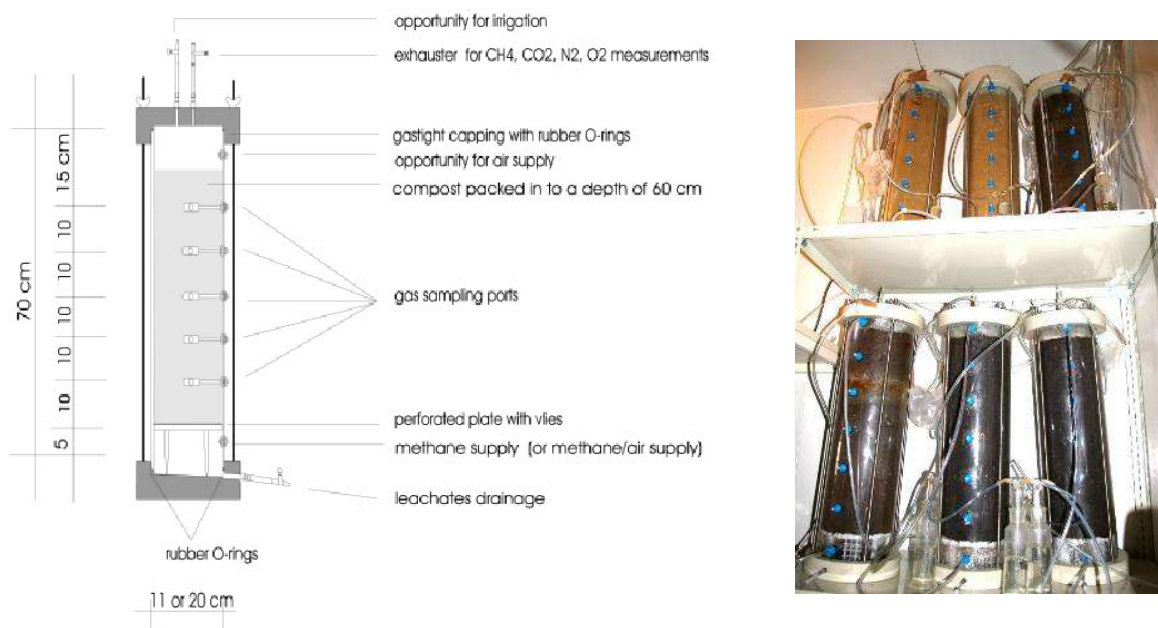 opportunity for irrigation
exhauster for CH4, CO2, N2, O2 measurements
gastight capping with rubber O-rings
opportunity for air supply
compost packed in to a depth of 60 cm
gas sampling ports
perforated plate with vlies
methane supply (or methane/air supply)
leachates drainage
rubber O-rings
11 or 20 cm
70 cm
15 cm
10
10
10
10
10
5